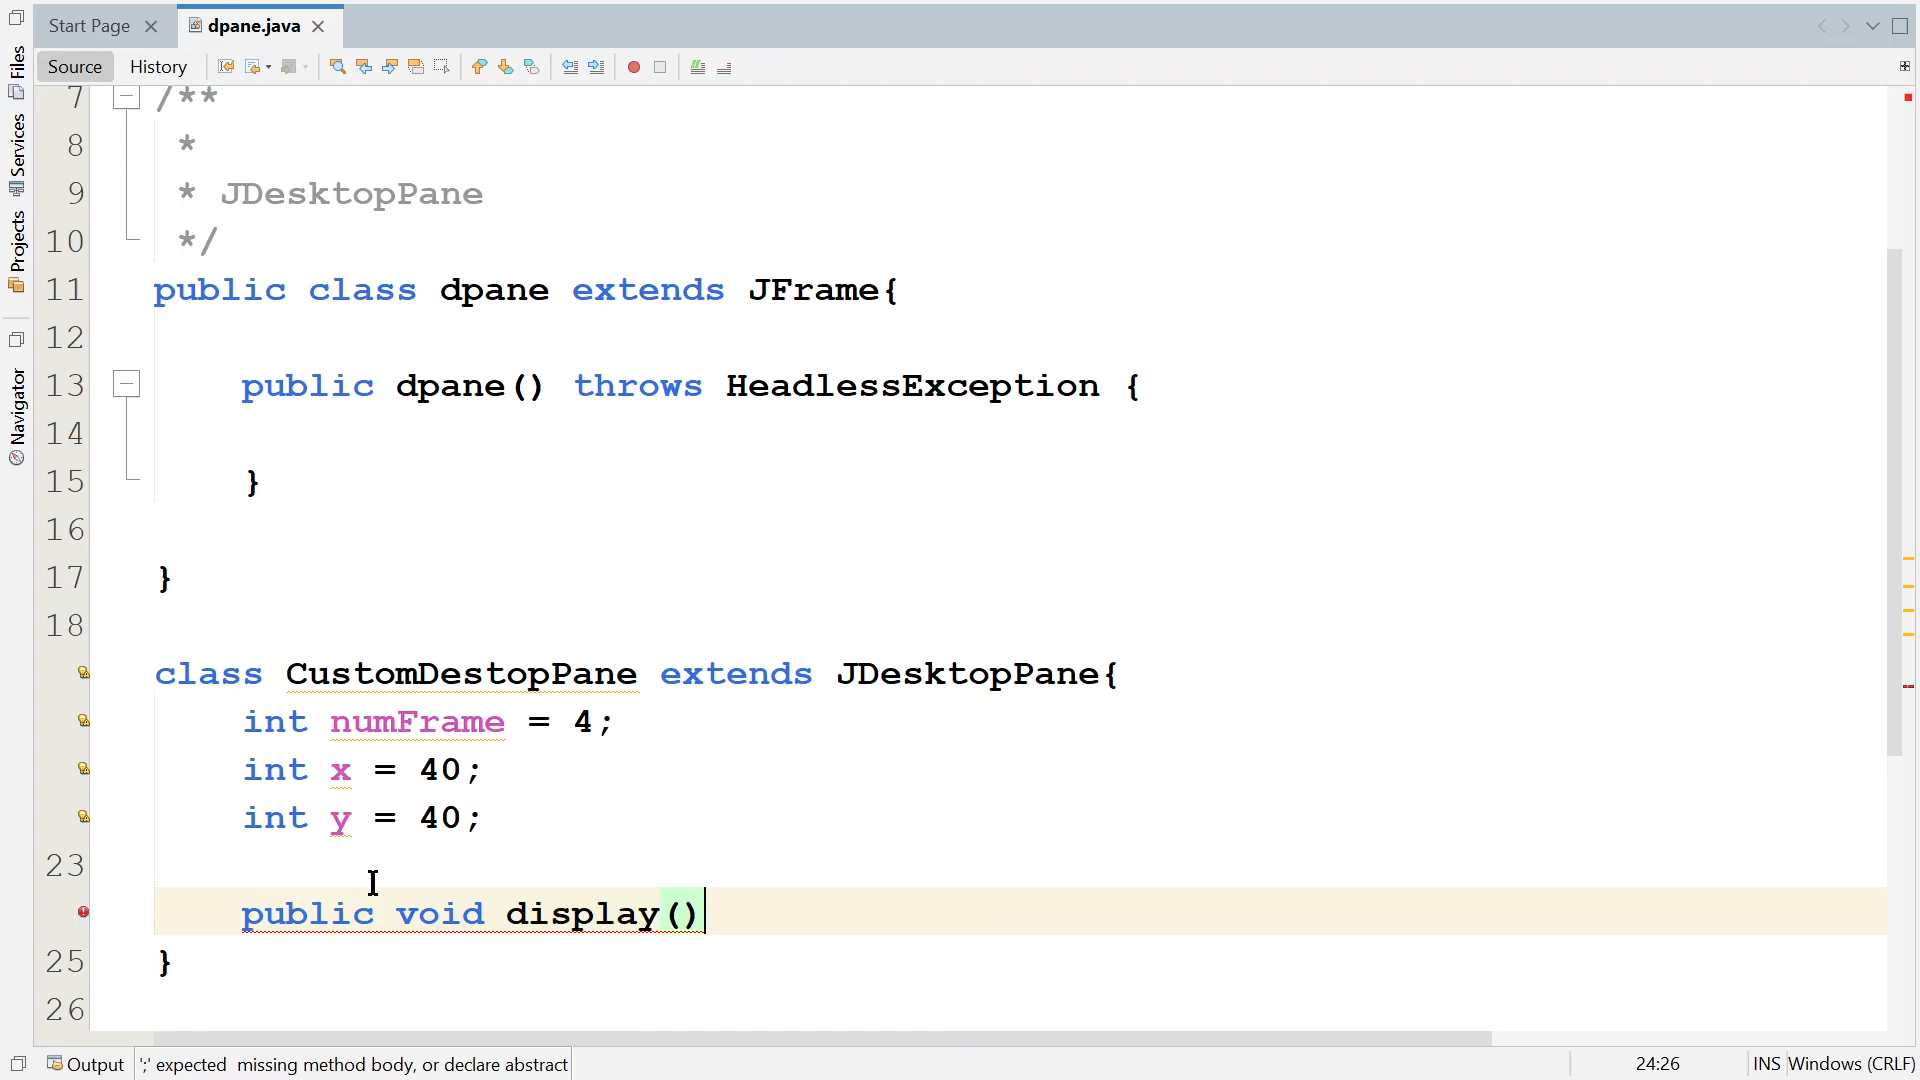 Start Page
dpane.java
Source History
Files
Services
Projects
Navigator
7 /**
8 *
9 * JDesktopPane
10 */
11 public class dpane extends JFrame{
12
13 public dpane() throws HeadlessException {
14
15 }
16
17 }
18
class CustomDestopPane extends JDesktopPane{
int numFrame = 4;
int x = 40;
int y = 40;
23
public void display()
25 }
26
Output ';' expected missing method body, or declare abstract 24:26 INS Windows (CRLF)